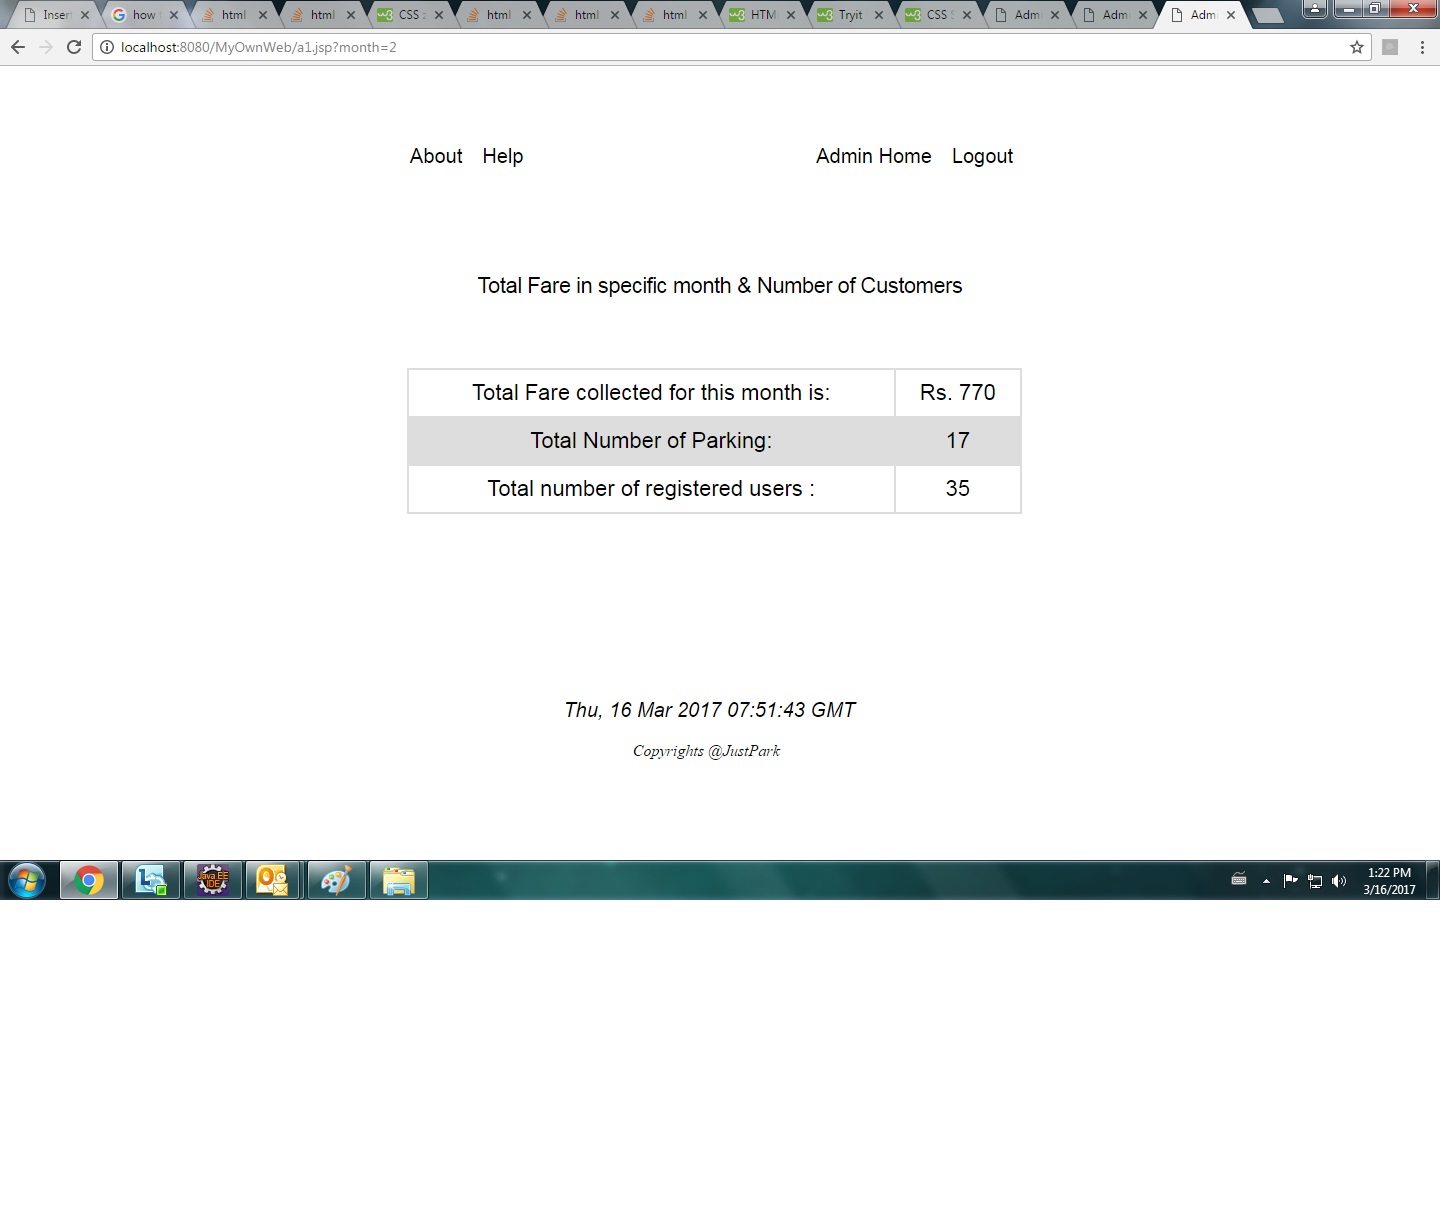 Inser how html html CSS z html html html HTM Tryit CSS S Adm Adm Adm
localhost:8080/MyOwnWeb/a1.jsp?month=2
About Help Admin Home Logout
Total Fare in specific month & Number of Customers
Total Fare collected for this month is: Rs. 770
Total Number of Parking: 17
Total number of registered users : 35
Thu, 16 Mar 2017 07:51:43 GMT
Copyrights @JustPark
Java EE
IDE
1:22 PM
3/16/2017